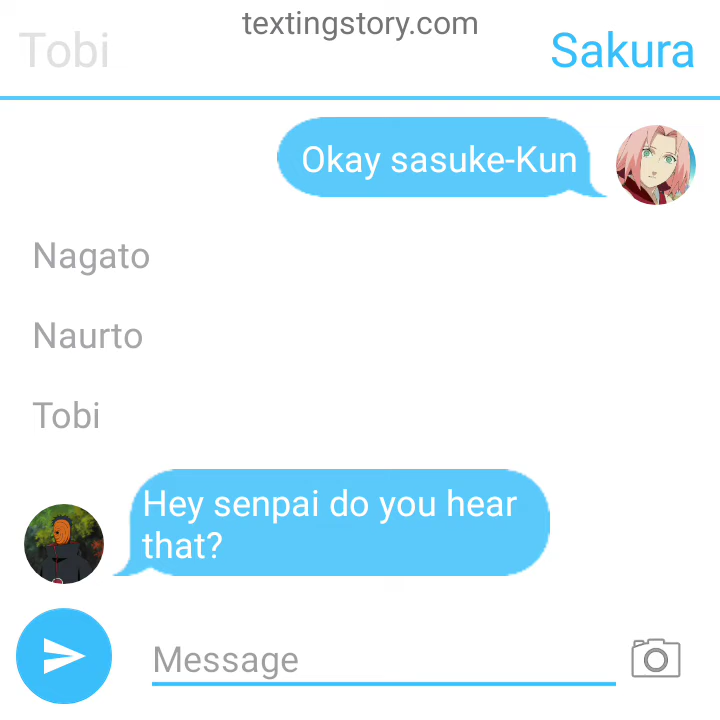 textingstory.com
Tobi
Sakura
Okay sasuke-Kun
Nagato
Naurto
Tobi
Hey senpai do you hear
that?
Message